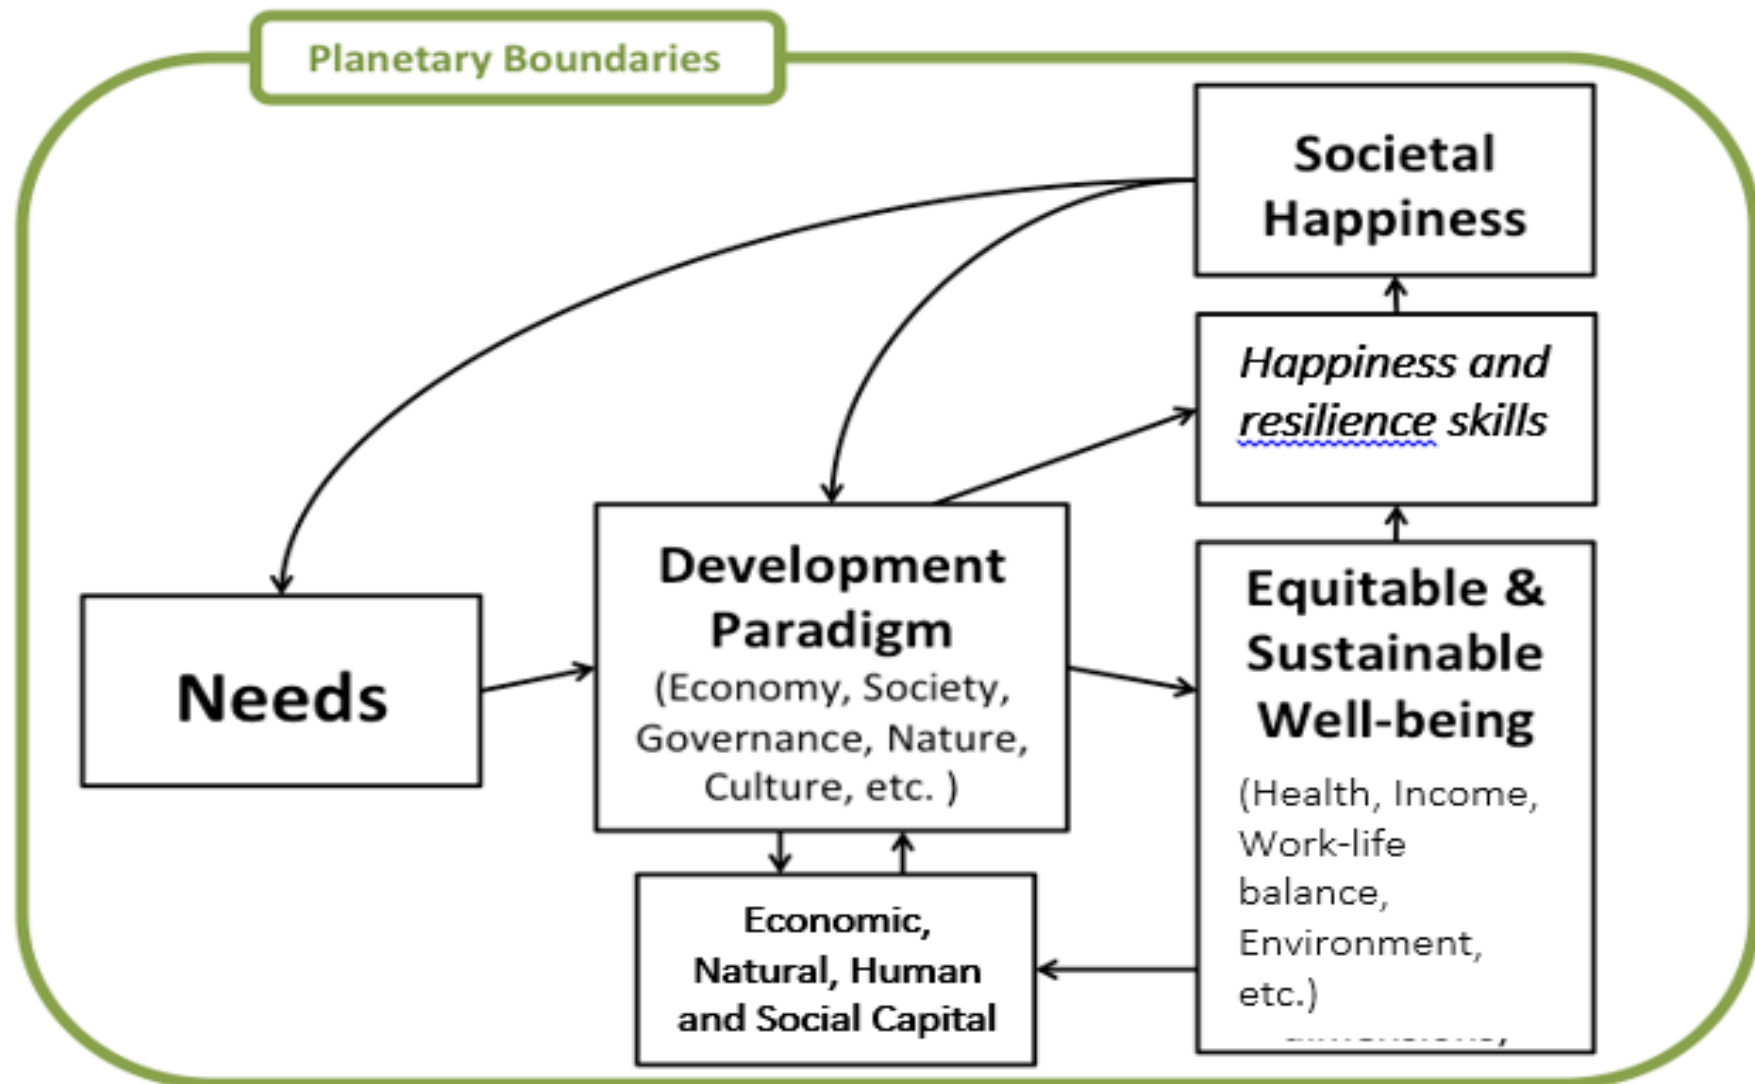 Planetary Boundaries
Societal
Happiness
Happiness and
resilience skills
Development
Paradigm
(Economy, Society,
Governance, Nature,
Culture, etc. )
Needs
Equitable &
Sustainable
Well-being
(Health, Income,
Work-life
balance,
Environment,
etc.)
Economic,
Natural, Human
and Social Capital